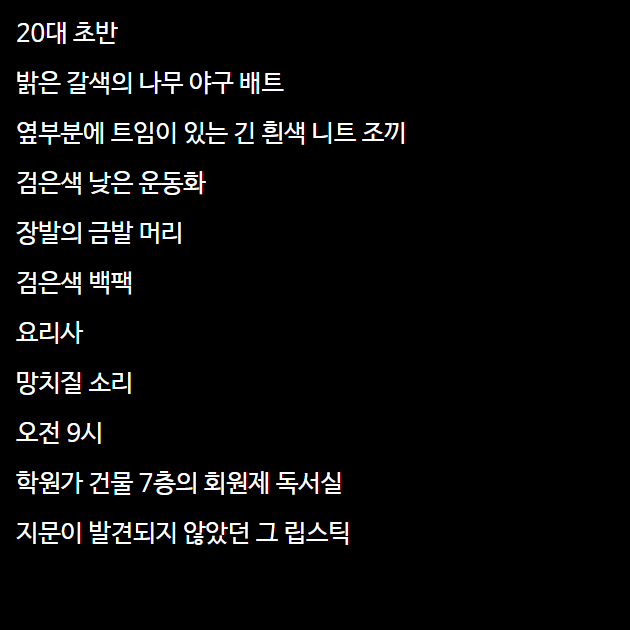 20대 초반
밝은 갈색의 나무 야구 배트
옆부분에 트임이 있는 긴 흰색 니트 조끼
검은색 낮은 운동화
장발의 금발 머리
검은색 백팩
요리사
망치질 소리
오전 9시
학원가 건물 7층의 회원제 독서실
지문이 발견되지 않았던 그 립스틱